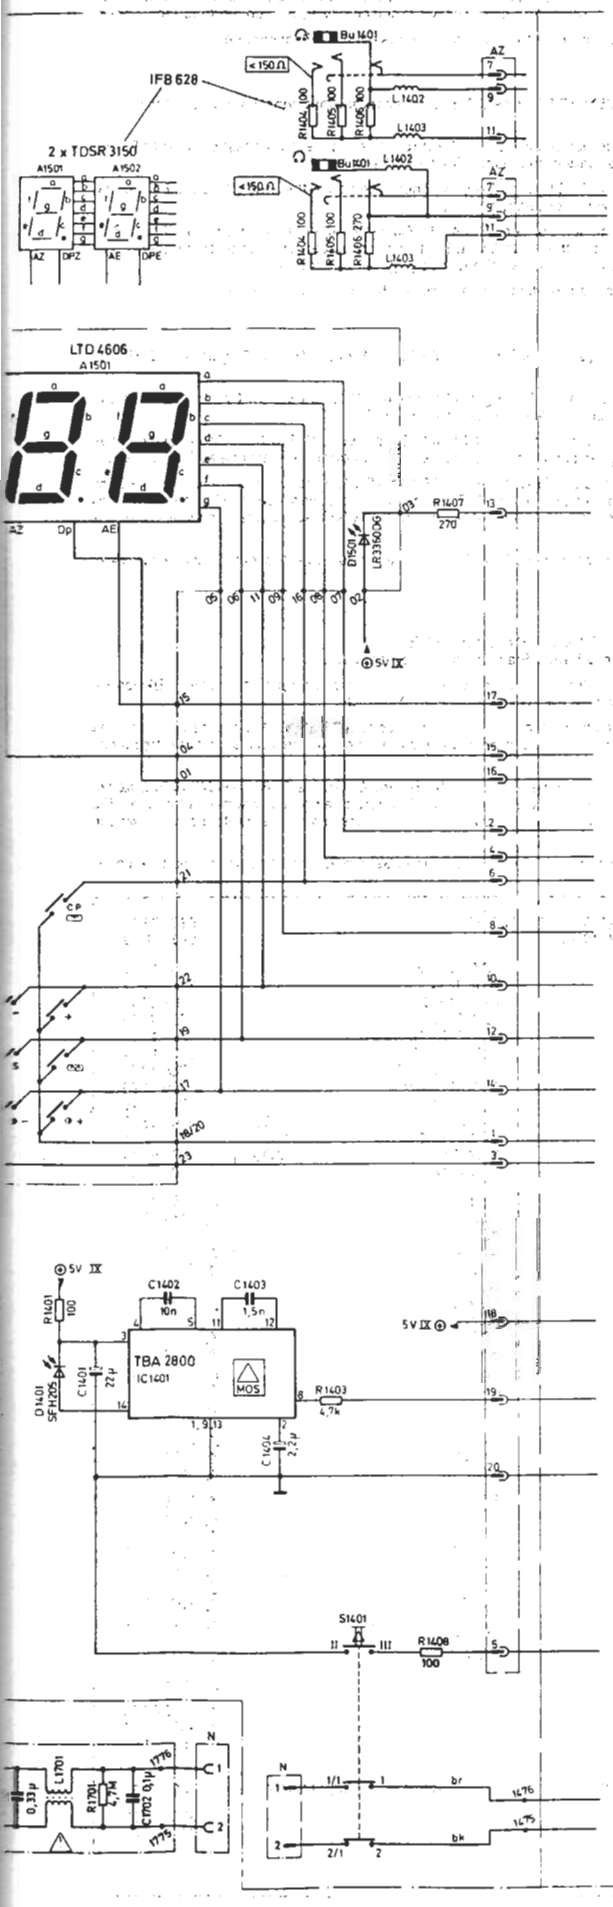 Bu1401
AZ
<150Ω
7
IFB 628
9
L1402
R1404 100
R1405 100
R1406 100
L1403
11
2 x TDSR 3150
Bu1401
L1402
A1501
A1502
AZ
<150Ω
7
9
11
a
b
c
d
e
f
g
R1404 100
R1405 100
R1406 270
L1403
AZ
DPZ
AE
DPE
LTD 4606
A1501
a
b
c
d
e
f
g
AZ
Dp
AE
03
R1407
270
13
D1501
LR3360DG
05
06
11
09
16
08
07
02
⊕5V IX
15
17
04
15
01
16
2
4
21
6
CP
8
22
10
-
+
19
12
S
17
14
-
+
18/20
1
23
3
⊕5V IX
R1401
100
C1402
10n
C1403
1,5n
4
5
11
12
5V IX⊕
18
3
TBA 2800
IC1401
MOS
C1401
22µ
D1401
SFH205
14
8
R1403
4,7k
19
1,9
13
2
C1404
2,2µ
20
S1401
II
III
R1408
100
5
N
1776
1
L1701
0,33µ
R1701
4,7M
C1702 0,1µ
1775
2
N
1
1/1
1
br
1476
1475
2
2/1
2
bk